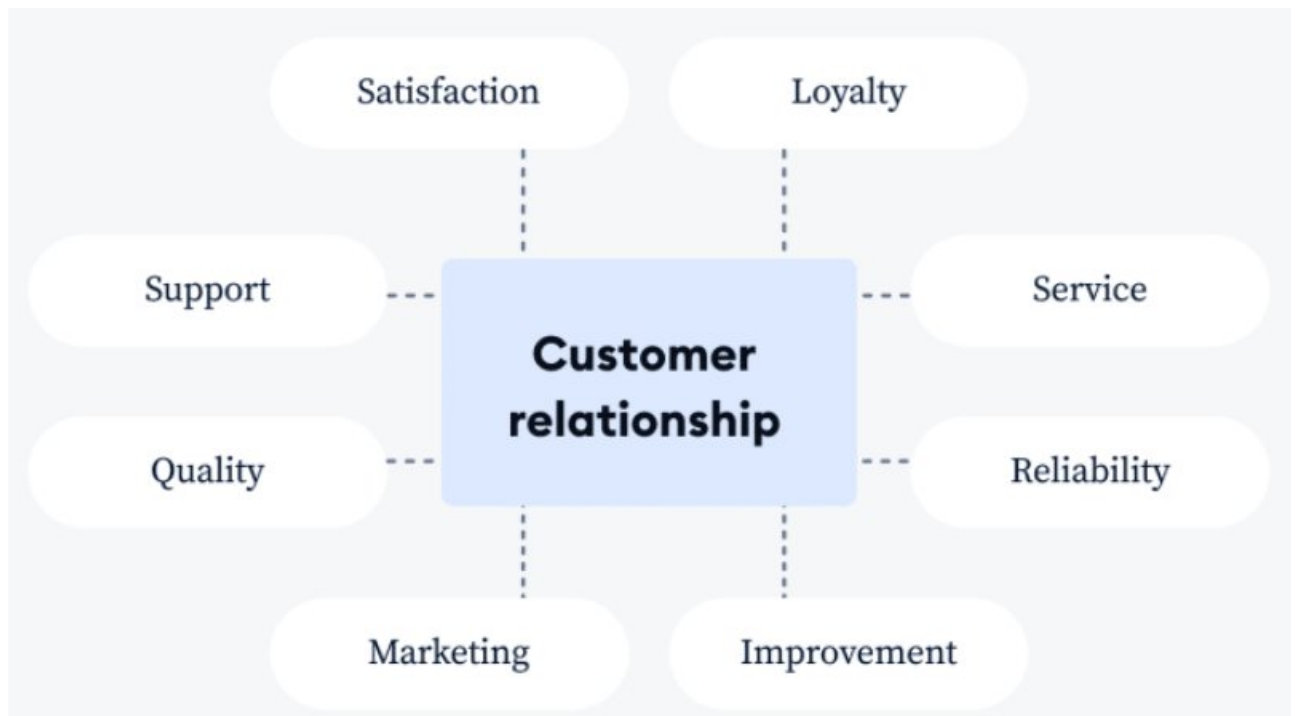 Satisfaction
Loyalty
Support
Service
Customer
relationship
Quality
Reliability
Marketing
Improvement